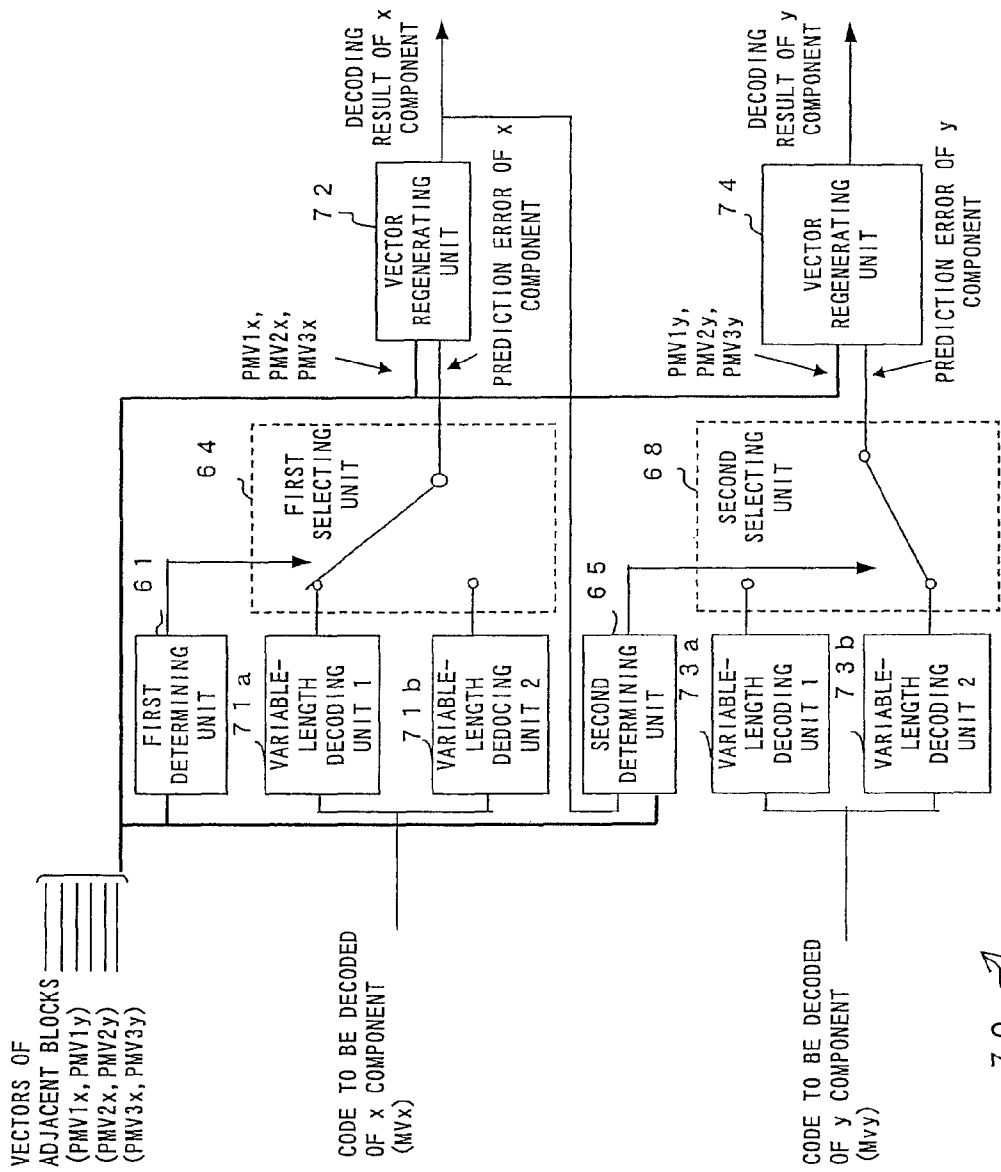 VECTORS OF
ADJACENT BLOCKS
(PMV1x, PMV1y)
(PMV2x, PMV2y)
(PMV3x, PMV3y)
FIRST
DETERMINING
UNIT
61
71a
VARIABLE-
LENGTH
DECODING
UNIT 1
71b
VARIABLE-
LENGTH
DEDOCING
UNIT 2
CODE TO BE DECODED
OF x COMPONENT
(MVx)
64
FIRST
SELECTING
UNIT
PMV1x,
PMV2x,
PMV3x
72
VECTOR
REGENERATING
UNIT
PREDICTION ERROR OF x
COMPONENT
DECODING
RESULT OF x
COMPONENT
SECOND
DETERMINING
UNIT
65
73a
VARIABLE-
LENGTH
DECODING
UNIT 1
73b
VARIABLE-
LENGTH
DECODING
UNIT 2
CODE TO BE DECODED
OF y COMPONENT
(Mvy)
68
SECOND
SELECTING
UNIT
PMV1y,
PMV2y,
PMV3y
74
VECTOR
REGENERATING
UNIT
PREDICTION ERROR OF y
COMPONENT
DECODING
RESULT OF y
COMPONENT
70